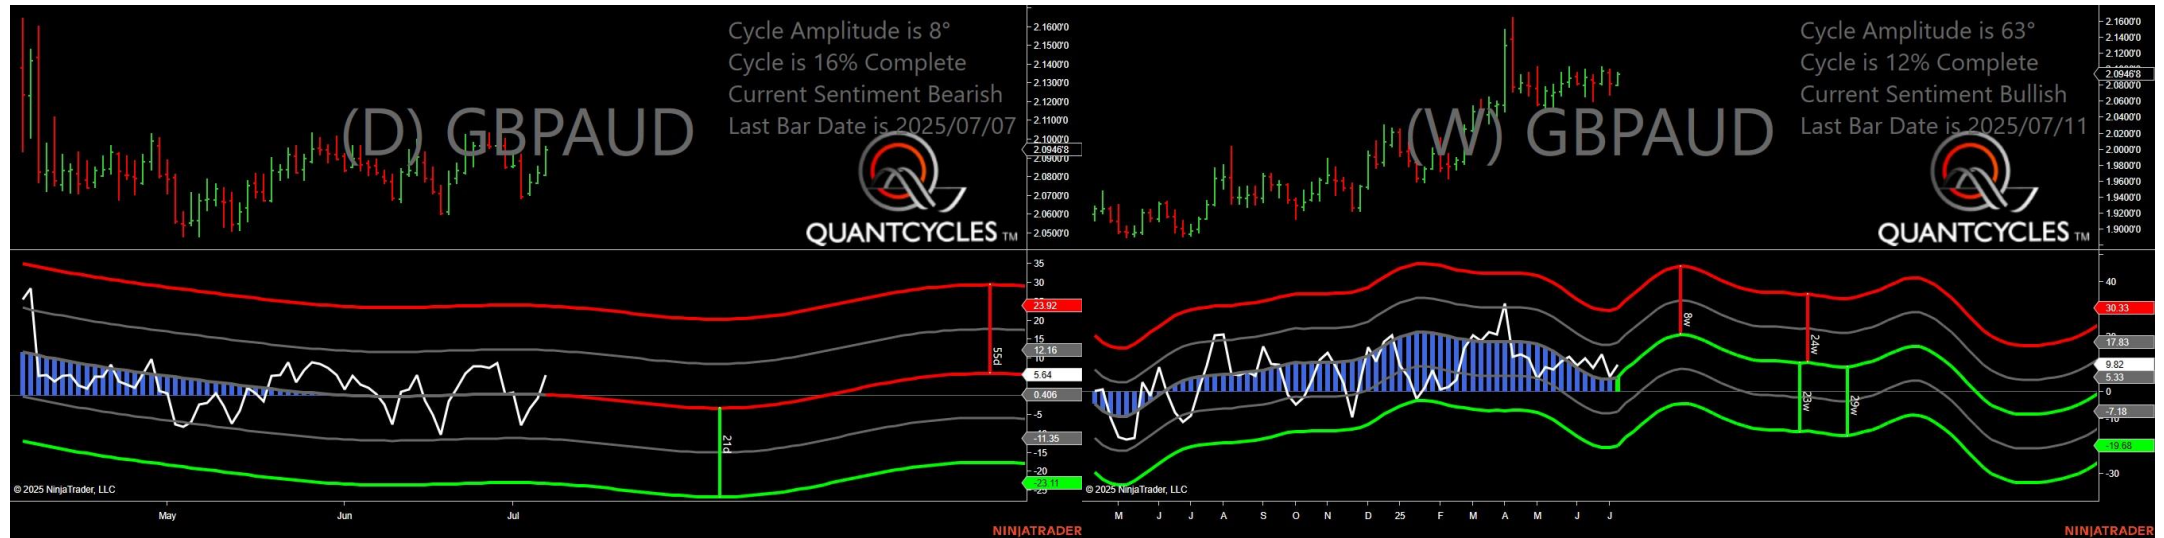 Cycle Amplitude is 8°
Cycle is 16% Complete
Current Sentiment Bearish
Last Bar Date is 2025/07/07
(D) GBPAUD
QUANTCYCLES TM
2.1600'0
2.1500'0
2.1400'0
2.1300'0
2.1200'0
2.1100'0
2.1000'0
2.0946'8
2.0900'0
2.0800'0
2.0700'0
2.0600'0
2.0500'0
35
30
23.92
20
15
12.16
10
5.64
0.406
-5
-11.35
-15
-20
-23.11
-25
55d
21d
© 2025 NinjaTrader, LLC
May Jun Jul
NINJATRADER
Cycle Amplitude is 63°
Cycle is 12% Complete
Current Sentiment Bullish
Last Bar Date is 2025/07/11
(W) GBPAUD
QUANTCYCLES TM
2.1600'0
2.1400'0
2.1200'0
2.0946'8
2.0800'0
2.0600'0
2.0400'0
2.0200'0
2.0000'0
1.9800'0
1.9600'0
1.9400'0
1.9200'0
1.9000'0
40
30.33
20
17.83
9.82
5.33
0
-7.18
-10
-19.68
-30
8w
24w
23w
29w
© 2025 NinjaTrader, LLC
M J J A S O N D 25 F M A M J J
NINJATRADER